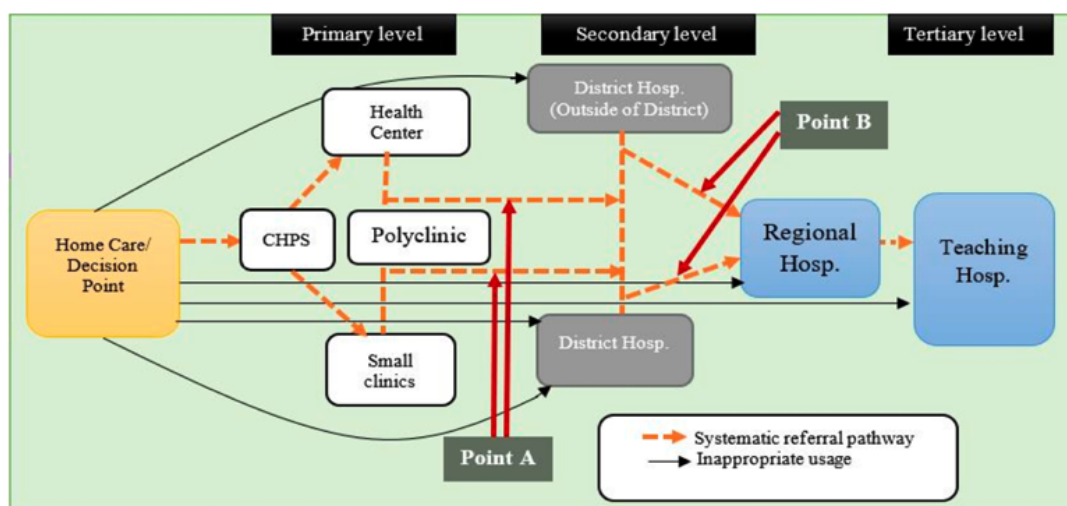 Primary level
Secondary level
Tertiary level
District Hosp.
(Outside of District)
Health
Center
Point B
Home Care/
Decision
Point
CHPS
Polyclinic
Regional
Hosp.
Teaching
Hosp.
Small
clinics
District Hosp.
Point A
Systematic referral pathway
Inappropriate usage